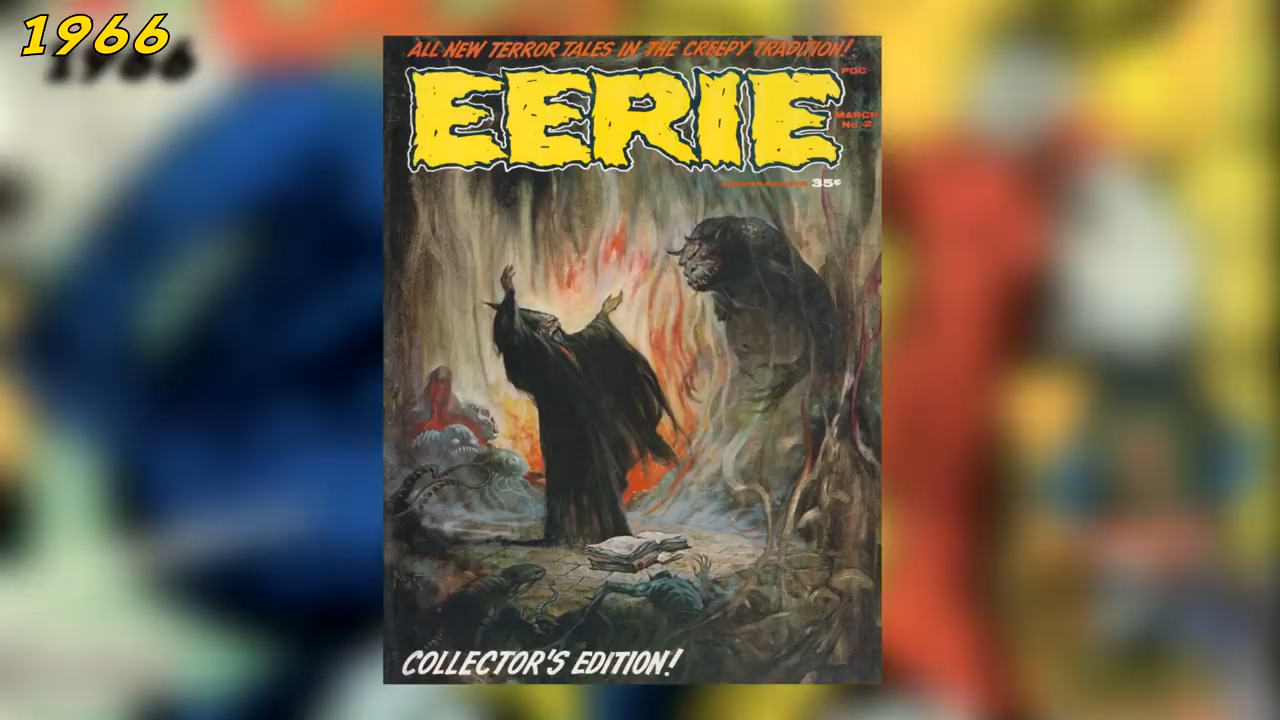 1966
ALL NEW TERROR TALES IN THE CREEPY TRADITION!
EERIE
PDC
MARCH
No. 2
35¢
COLLECTOR'S EDITION!